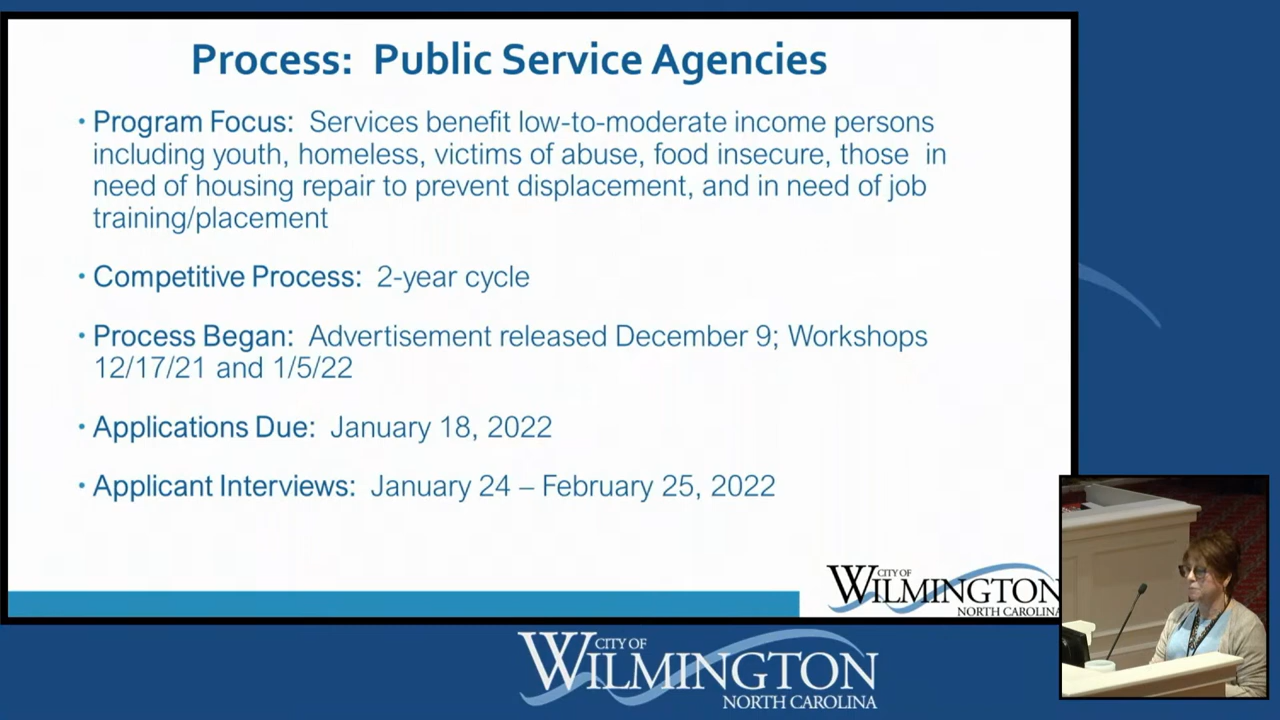 Process: Public Service Agencies
• Program Focus: Services benefit low-to-moderate income persons
including youth, homeless, victims of abuse, food insecure, those in
need of housing repair to prevent displacement, and in need of job
training/placement
• Competitive Process: 2-year cycle
• Process Began: Advertisement released December 9; Workshops
12/17/21 and 1/5/22
• Applications Due: January 18, 2022
• Applicant Interviews: January 24 – February 25, 2022
CITY OF
WILMINGTON
NORTH CAROLINA
CITY OF
WILMINGTON
NORTH CAROLINA